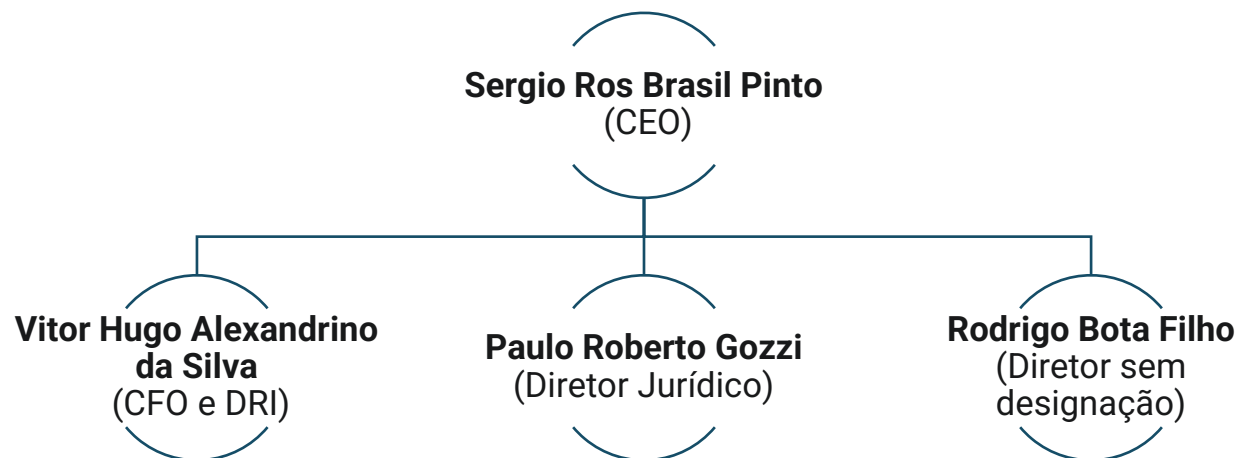 Sergio Ros Brasil Pinto
(CEO)
Vitor Hugo Alexandrino
da Silva
(CFO e DRI)
Paulo Roberto Gozzi
(Diretor Jurídico)
Rodrigo Bota Filho
(Diretor sem
designação)